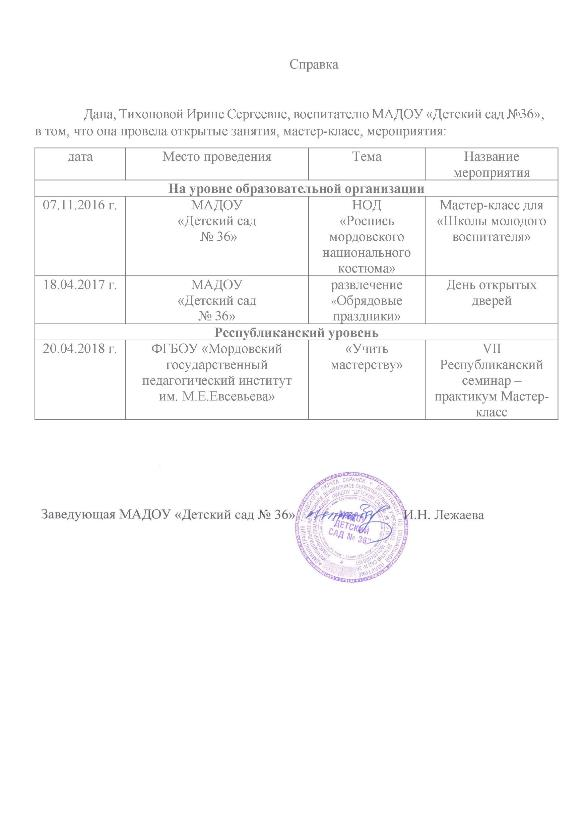 Справка
Дана, Тихоновой Ирине Сергеевне, воспитателю МАДОУ «Детский сад №36»,
в том, что она провела открытые занятия, мастер-класс, мероприятия:
дата Место проведения Тема Название
мероприятия
На уровне образовательной организации
07.11.2016 г. МАДОУ НОД Мастер-класс для
«Детский сад «Роспись «Школы молодого
№ 36» мордовского воспитателя»
национального
костюма»
18.04.2017 г. МАДОУ развлечение День открытых
«Детский сад «Обрядовые дверей
№ 36» праздники»
Республиканский уровень
20.04.2018 г. ФГБОУ «Мордовский «Учить VII
государственный мастерству» Республиканский
педагогический институт семинар –
им. М.Е.Евсевьева» практикум Мастер-
класс
Заведующая МАДОУ «Детский сад № 36» И.Н. Лежаева
ДЕТСКИЙ
САД № 36